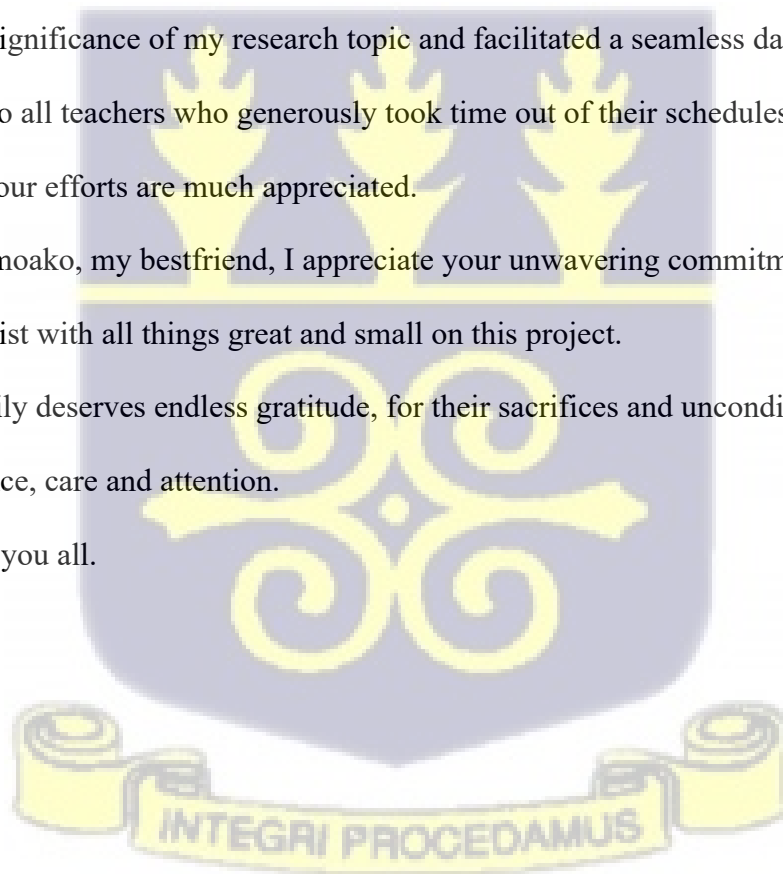 ignificance of my research topic and facilitated a seamless da
o all teachers who generously took time out of their schedules
our efforts are much appreciated.
moako, my bestfriend, I appreciate your unwavering commitm
ist with all things great and small on this project.
ily deserves endless gratitude, for their sacrifices and uncondi
ce, care and attention.
you all.
INTEGRI PROCEDAMUS